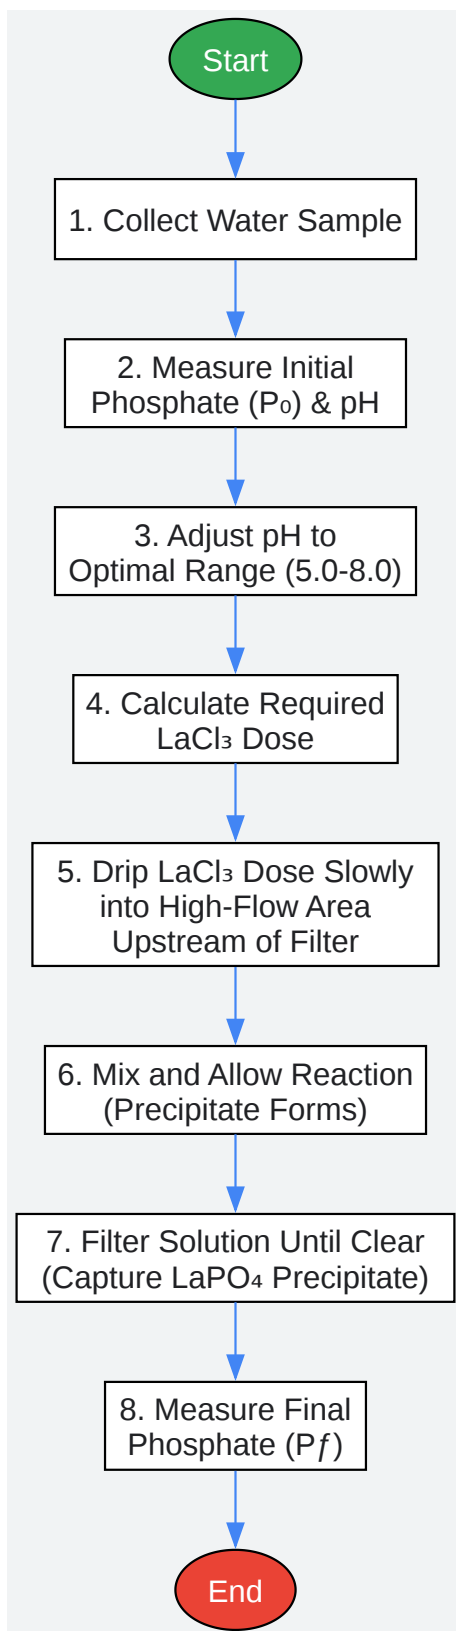 Start
1. Collect Water Sample
2. Measure Initial
Phosphate (P₀) & pH
3. Adjust pH to
Optimal Range (5.0-8.0)
4. Calculate Required
LaCl₃ Dose
5. Drip LaCl₃ Dose Slowly
into High-Flow Area
Upstream of Filter
6. Mix and Allow Reaction
(Precipitate Forms)
7. Filter Solution Until Clear
(Capture LaPO₄ Precipitate)
8. Measure Final
Phosphate (Pƒ)
End